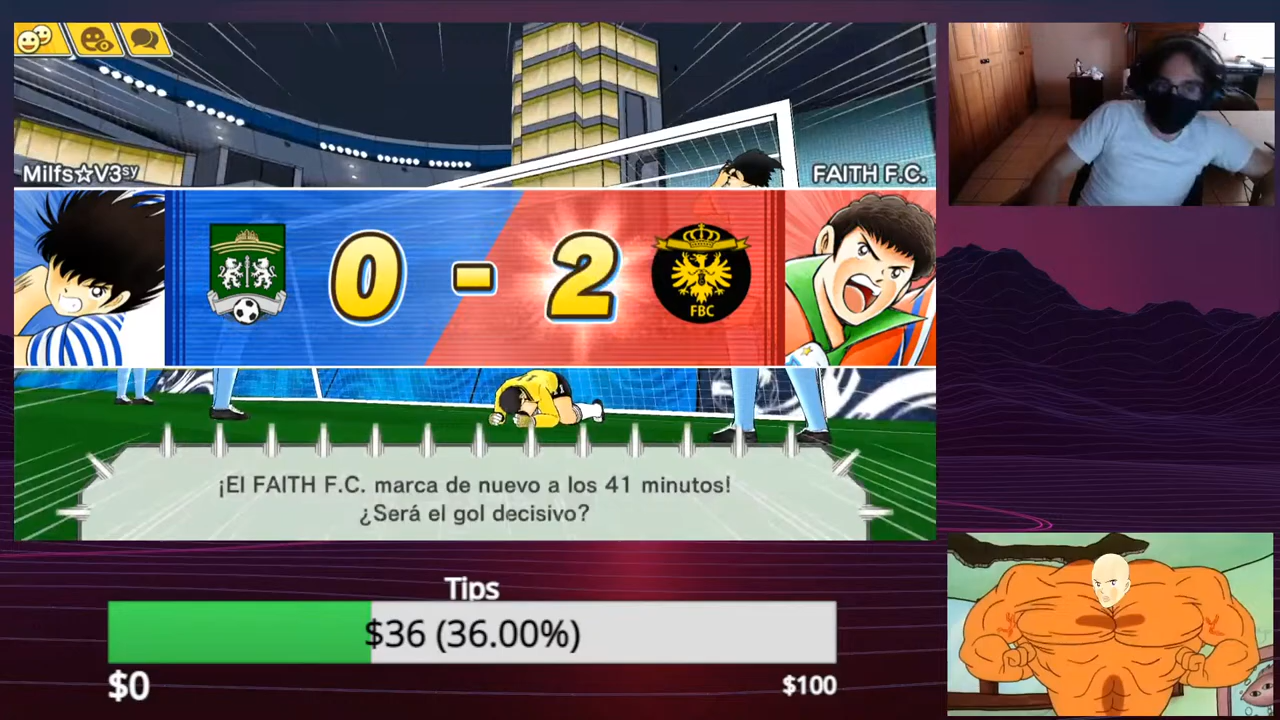 Milfs☆V3sy
FAITH F.C.
0 - 2
FBC
¡El FAITH F.C. marca de nuevo a los 41 minutos!
¿Será el gol decisivo?
Tips
$36 (36.00%)
$0
$100